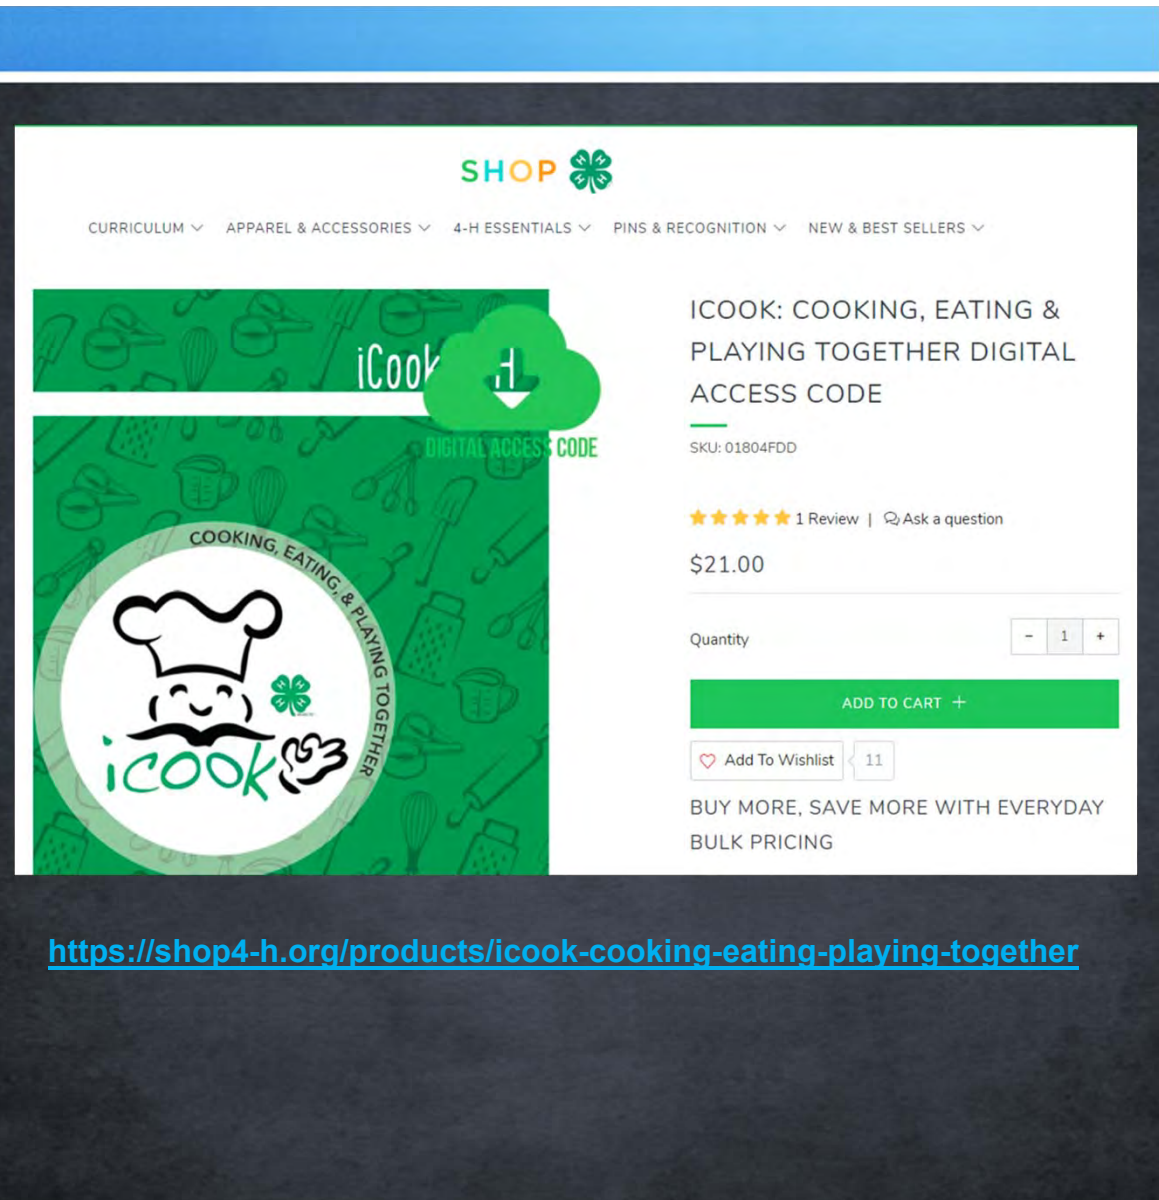 SHOP
CURRICULUM APPAREL & ACCESSORIES 4-H ESSENTIALS PINS & RECOGNITION NEW & BEST SELLERS
iCook H
DIGITAL ACCESS CODE
COOKING, EATING, & PLAYING TOGETHER
H H H H
icook
ICOOK: COOKING, EATING &
PLAYING TOGETHER DIGITAL
ACCESS CODE
SKU: 01804FDD
1 Review | Ask a question
$21.00
Quantity - 1 +
ADD TO CART +
Add To Wishlist 11
BUY MORE, SAVE MORE WITH EVERYDAY
BULK PRICING
https://shop4-h.org/products/icook-cooking-eating-playing-together